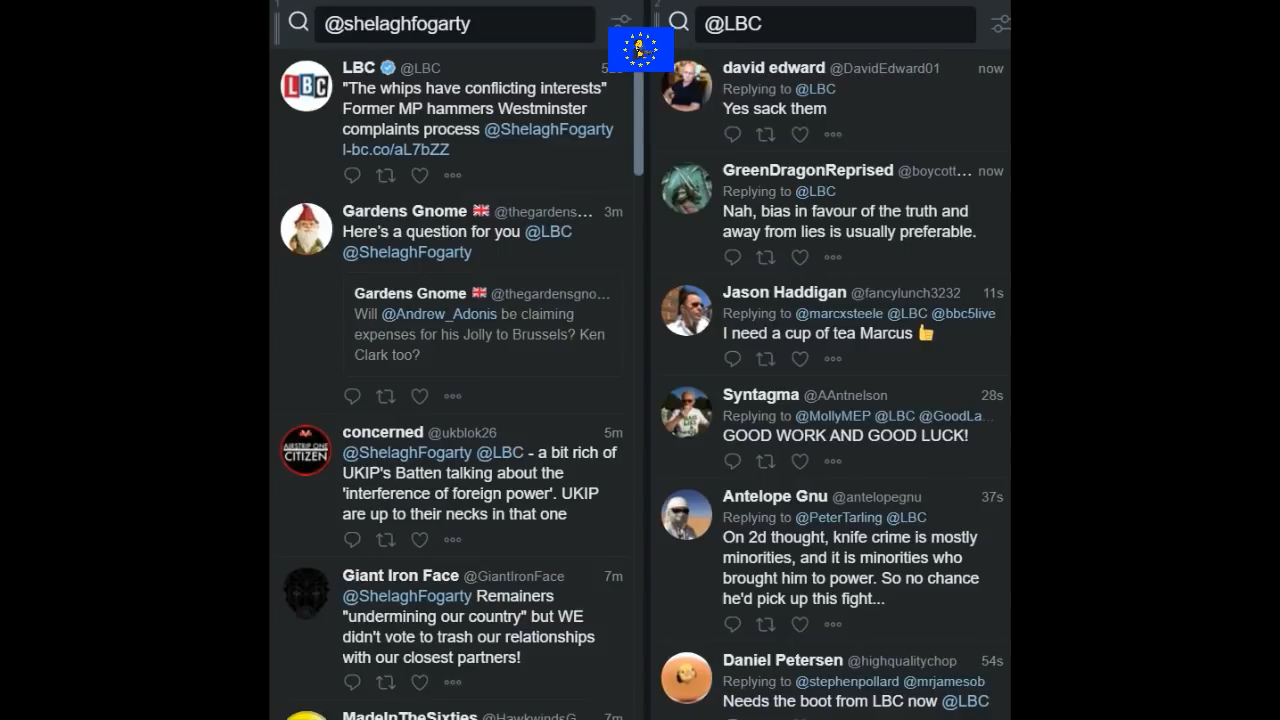 1
@shelaghfogarty
LBC @LBC
"The whips have conflicting interests"
Former MP hammers Westminster
complaints process @ShelaghFogarty
l-bc.co/aL7bZZ
Gardens Gnome 🇬🇧 @thegardens... 3m
Here's a question for you @LBC
@ShelaghFogarty
Gardens Gnome 🇬🇧 @thegardensgno...
Will @Andrew_Adonis be claiming
expenses for his Jolly to Brussels? Ken
Clark too?
concerned @ukblok26 5m
@ShelaghFogarty @LBC - a bit rich of
UKIP's Batten talking about the
'interference of foreign power'. UKIP
are up to their necks in that one
AIRSTRIP ONE
CITIZEN
Giant Iron Face @GiantIronFace 7m
@ShelaghFogarty Remainers
"undermining our country" but WE
didn't vote to trash our relationships
with our closest partners!
MadeInTheSixties @HawkwindsG 7m
2
@LBC
david edward @DavidEdward01 now
Replying to @LBC
Yes sack them
GreenDragonReprised @boycott... now
Replying to @LBC
Nah, bias in favour of the truth and
away from lies is usually preferable.
Jason Haddigan @fancylunch3232 11s
Replying to @marcxsteele @LBC @bbc5live
I need a cup of tea Marcus 👍
Syntagma @AAntnelson 28s
Replying to @MollyMEP @LBC @GoodLa...
GOOD WORK AND GOOD LUCK!
Antelope Gnu @antelopegnu 37s
Replying to @PeterTarling @LBC
On 2d thought, knife crime is mostly
minorities, and it is minorities who
brought him to power. So no chance
he'd pick up this fight...
Daniel Petersen @highqualitychop 54s
Replying to @stephenpollard @mrjamesob
Needs the boot from LBC now @LBC